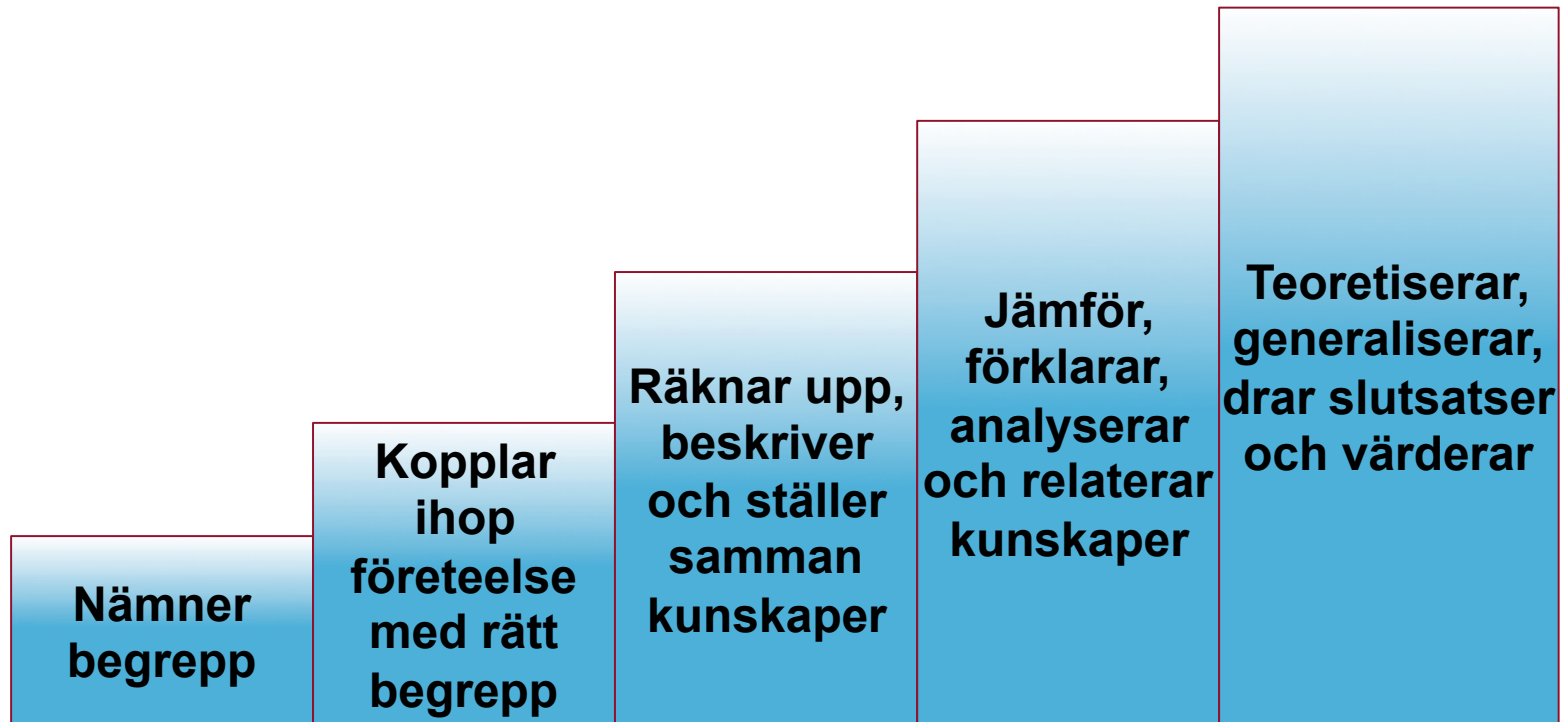 Nämner
begrepp
Kopplar
ihop
företeelse
med rätt
begrepp
Räknar upp,
beskriver
och ställer
samman
kunskaper
Jämför,
förklarar,
analyserar
och relaterar
kunskaper
Teoretiserar,
generaliserar,
drar slutsatser
och värderar